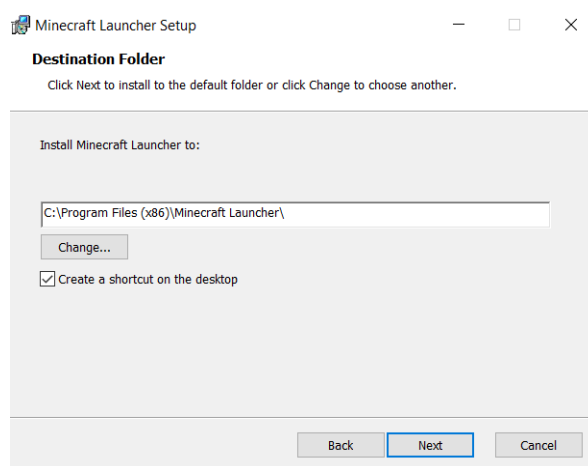 Minecraft Launcher Setup
Destination Folder
Click Next to install to the default folder or click Change to choose another.
Install Minecraft Launcher to:
C:\Program Files (x86)\Minecraft Launcher\
Change...
Create a shortcut on the desktop
Back Next Cancel